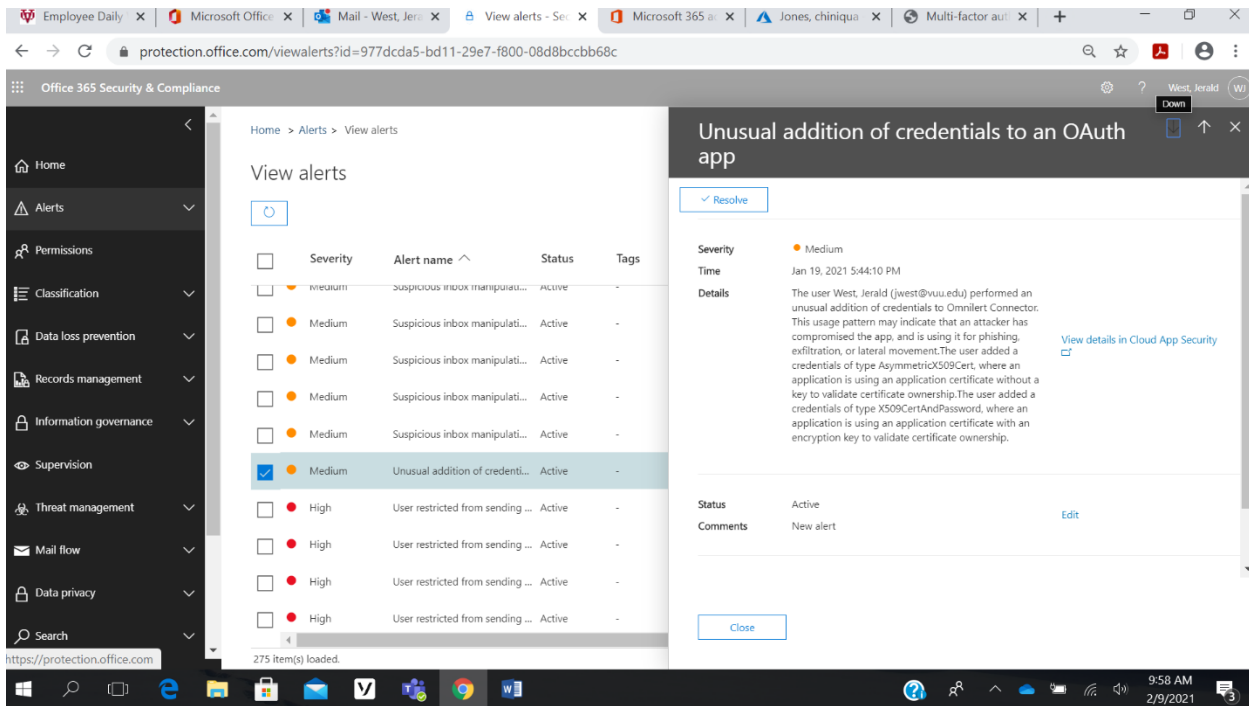 Employee Daily
Microsoft Office
Mail - West, Jera
View alerts - Sec
Microsoft 365 ac
Jones, chiniqua
Multi-factor aut
protection.office.com/viewalerts?id=977dcda5-bd11-29e7-f800-08d8bccbb68c
Office 365 Security & Compliance
West, Jerald
WJ
Down
Home
Alerts
Permissions
Classification
Data loss prevention
Records management
Information governance
Supervision
Threat management
Mail flow
Data privacy
Search
https://protection.office.com
Home > Alerts > View alerts
View alerts
Severity Alert name Status Tags
Medium Suspicious inbox manipulati... Active -
Medium Suspicious inbox manipulati... Active -
Medium Suspicious inbox manipulati... Active -
Medium Suspicious inbox manipulati... Active -
Medium Suspicious inbox manipulati... Active -
Medium Unusual addition of credenti... Active -
High User restricted from sending ... Active -
High User restricted from sending ... Active -
High User restricted from sending ... Active -
High User restricted from sending ... Active -
275 item(s) loaded.
Unusual addition of credentials to an OAuth
app
Resolve
Severity Medium
Time Jan 19, 2021 5:44:10 PM
Details The user West, Jerald (jwest@vuu.edu) performed an
unusual addition of credentials to Omnilert Connector.
This usage pattern may indicate that an attacker has
compromised the app, and is using it for phishing,
exfiltration, or lateral movement.The user added a
credentials of type AsymmetricX509Cert, where an
application is using an application certificate without a
key to validate certificate ownership.The user added a
credentials of type X509CertAndPassword, where an
application is using an application certificate with an
encryption key to validate certificate ownership.
View details in Cloud App Security
Status Active
Edit
Comments New alert
Close
9:58 AM
2/9/2021
3